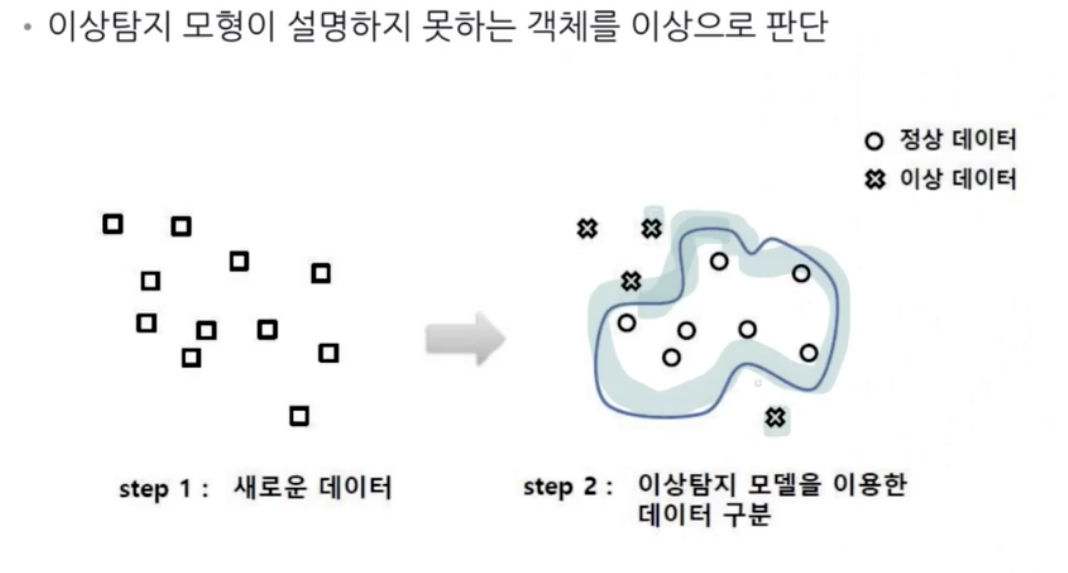 • 이상탐지 모형이 설명하지 못하는 객체를 이상으로 판단
정상 데이터
이상 데이터
step 1 : 새로운 데이터
step 2 : 이상탐지 모델을 이용한
데이터 구분